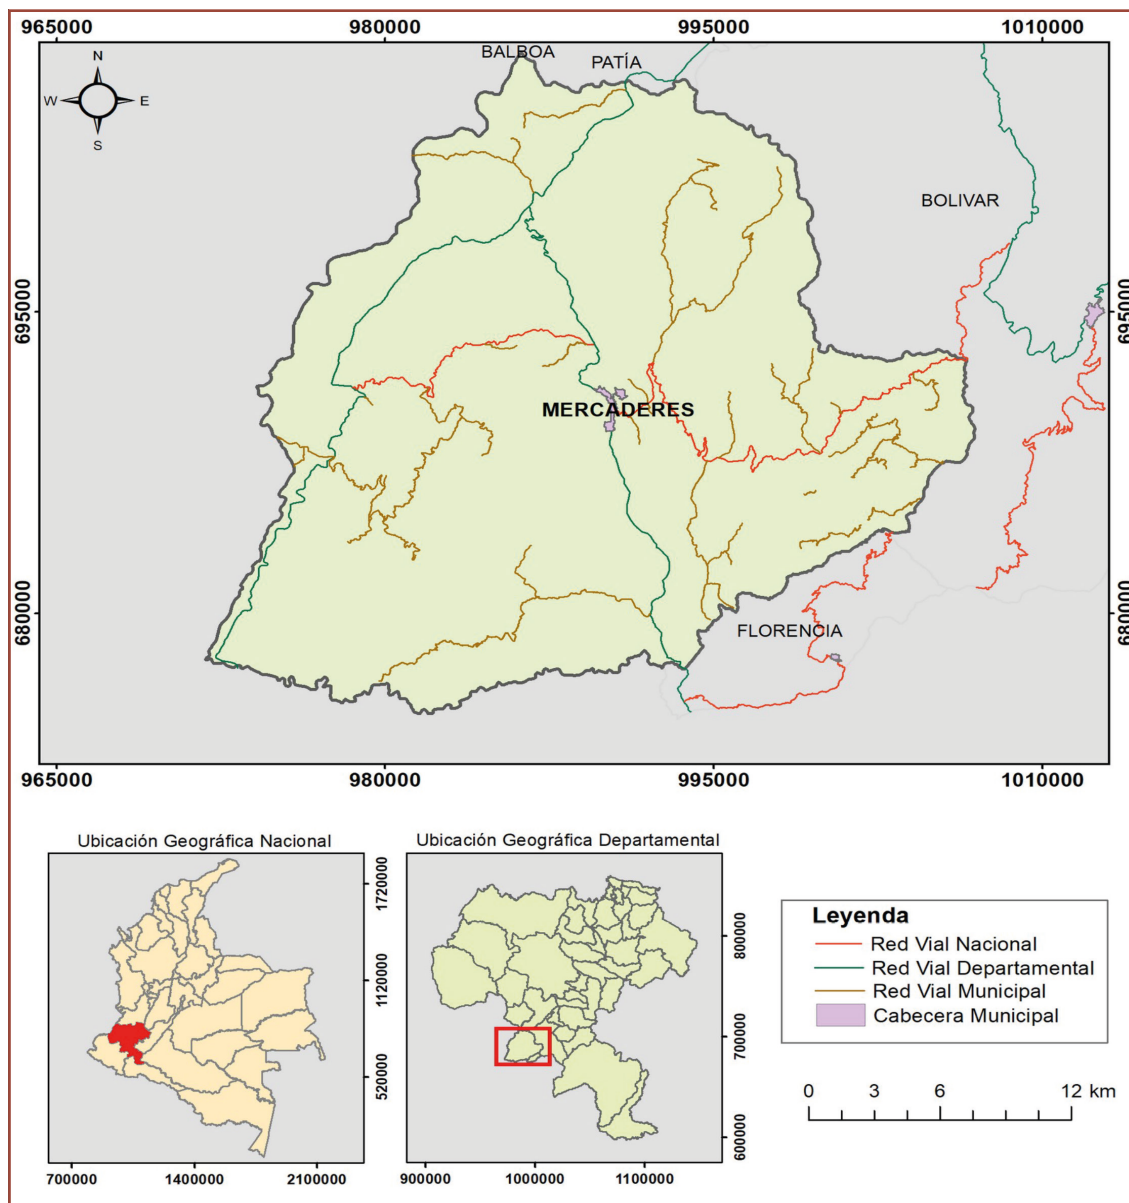 965000 980000 995000 1010000
BALBOA
PATÍA
N
W E
S
BOLIVAR
695000 695000
MERCADERES
680000 680000
FLORENCIA
965000 980000 995000 1010000
Ubicación Geográfica Nacional
1720000
1120000
520000
700000 1400000 2100000
Ubicación Geográfica Departamental
800000
700000
600000
900000 1000000 1100000
Leyenda
Red Vial Nacional
Red Vial Departamental
Red Vial Municipal
Cabecera Municipal
0 3 6 12 km